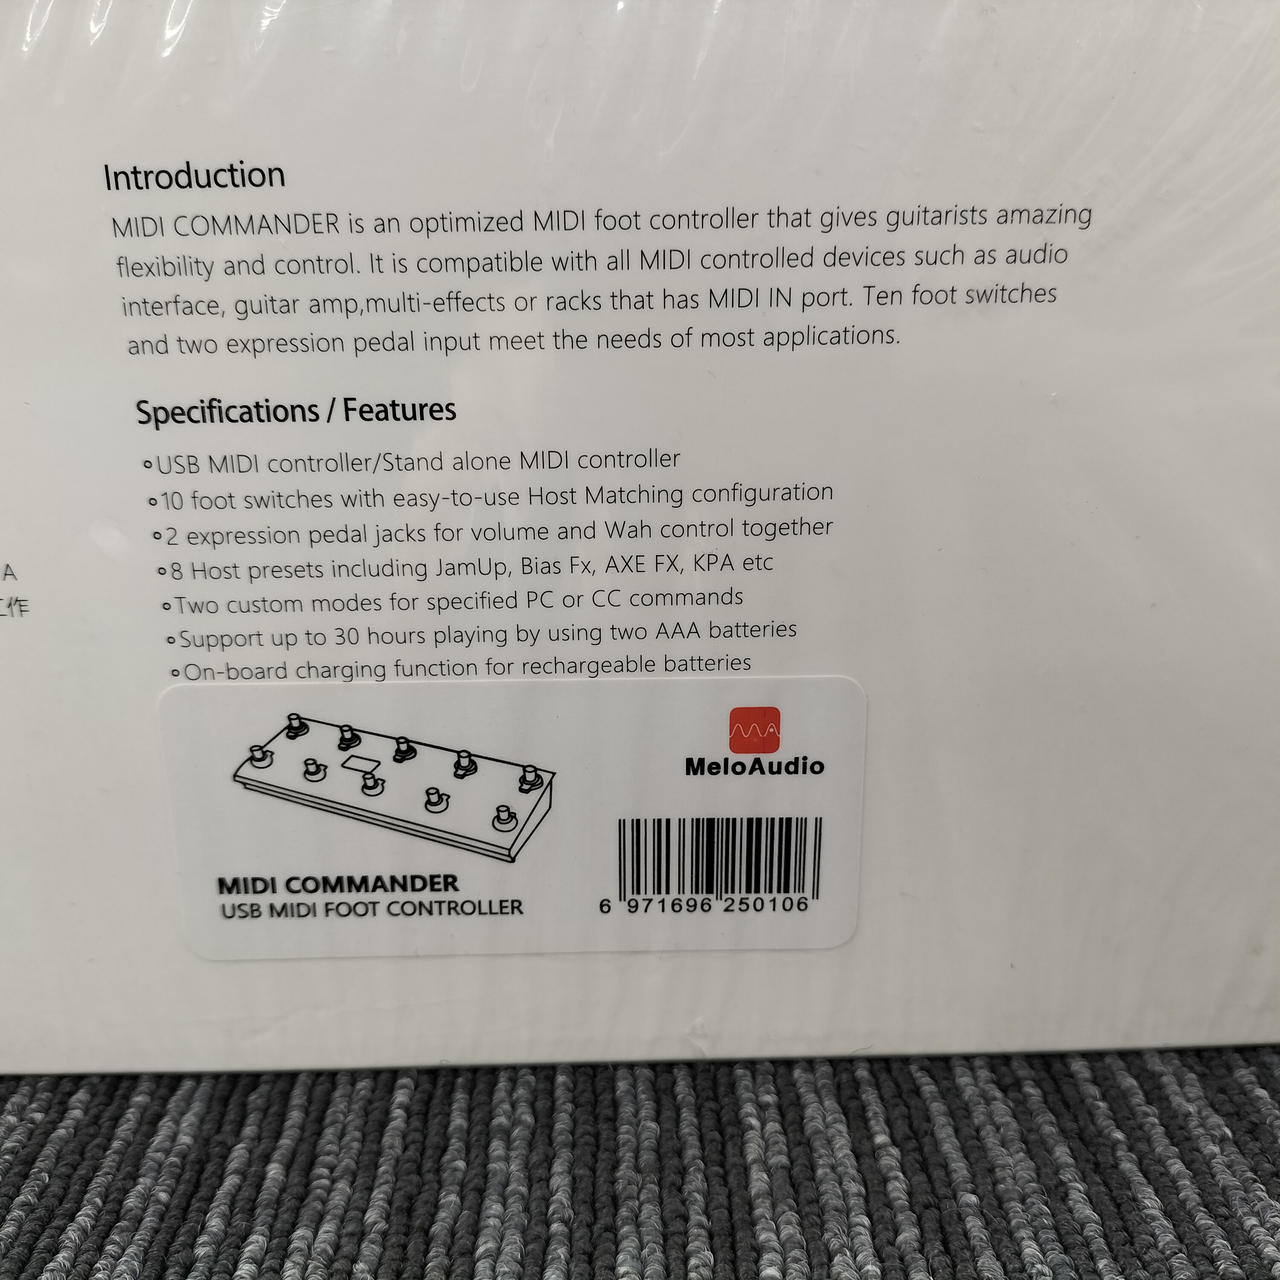 Introduction
MIDI COMMANDER is an optimized MIDI foot controller that gives guitarists amazing
flexibility and control. It is compatible with all MIDI controlled devices such as audio
interface, guitar amp,multi-effects or racks that has MIDI IN port. Ten foot switches
and two expression pedal input meet the needs of most applications.
Specifications / Features
∘USB MIDI controller/Stand alone MIDI controller
∘10 foot switches with easy-to-use Host Matching configuration
∘2 expression pedal jacks for volume and Wah control together
∘8 Host presets including JamUp, Bias Fx, AXE FX, KPA etc
∘Two custom modes for specified PC or CC commands
∘Support up to 30 hours playing by using two AAA batteries
∘On-board charging function for rechargeable batteries
A
作
MeloAudio
MIDI COMMANDER
USB MIDI FOOT CONTROLLER
6 971696 250106